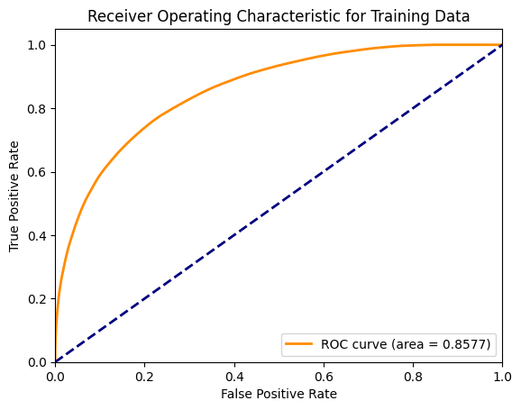 Receiver Operating Characteristic for Training Data
True Positive Rate
1.0
0.8
0.6
0.4
0.2
0.0
ROC curve (area = 0.8577)
0.0 0.2 0.4 0.6 0.8 1.0
False Positive Rate